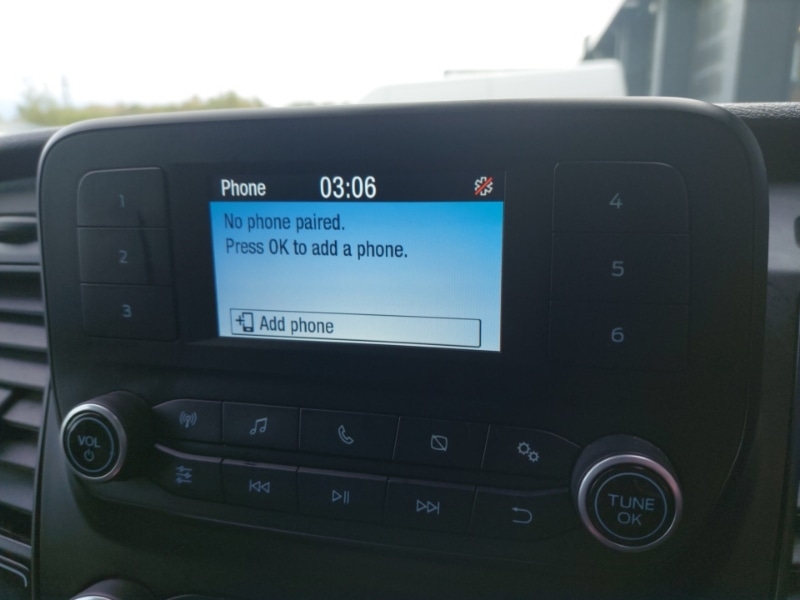 Phone 03:06
No phone paired.
Press OK to add a phone.
Add phone
1
2
3
4
5
6
VOL
TUNE
OK